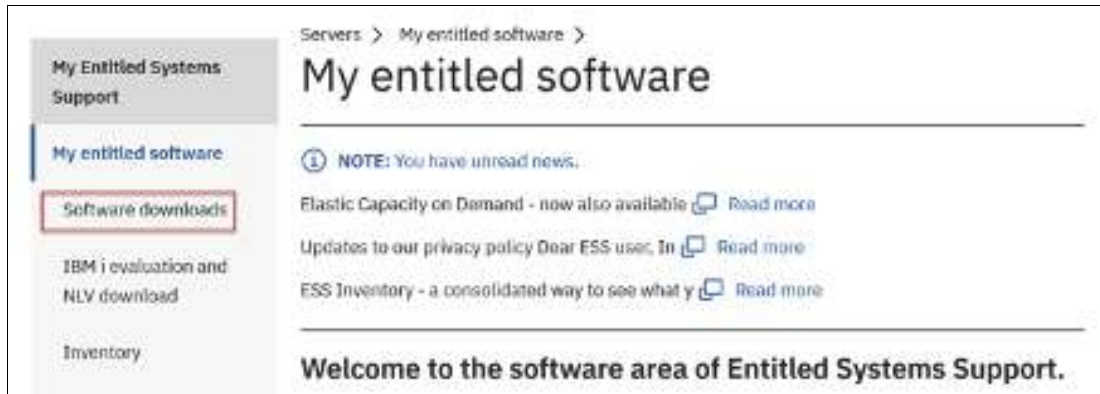 Servers > My entitled software >
My entitled software
My Entitled Systems
Support
My entitled software
Software downloads
IBM i evaluation and
NLV download
Inventory
NOTE: You have unread news.
Elastic Capacity on Demand - now also available Read more
Updates to our privacy policy Dear ESS user, In Read more
ESS Inventory - a consolidated way to see what y Read more
Welcome to the software area of Entitled Systems Support.